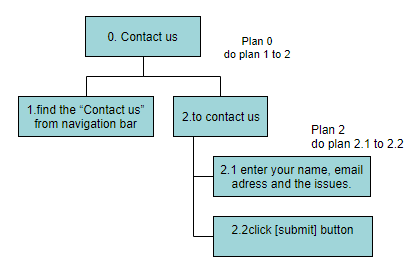 0. Contact us
Plan 0
do plan 1 to 2
1.find the “Contact us”
from navigation bar
2.to contact us
Plan 2
do plan 2.1 to 2.2
2.1 enter your name, email
adress and the issues.
2.2click [submit] button